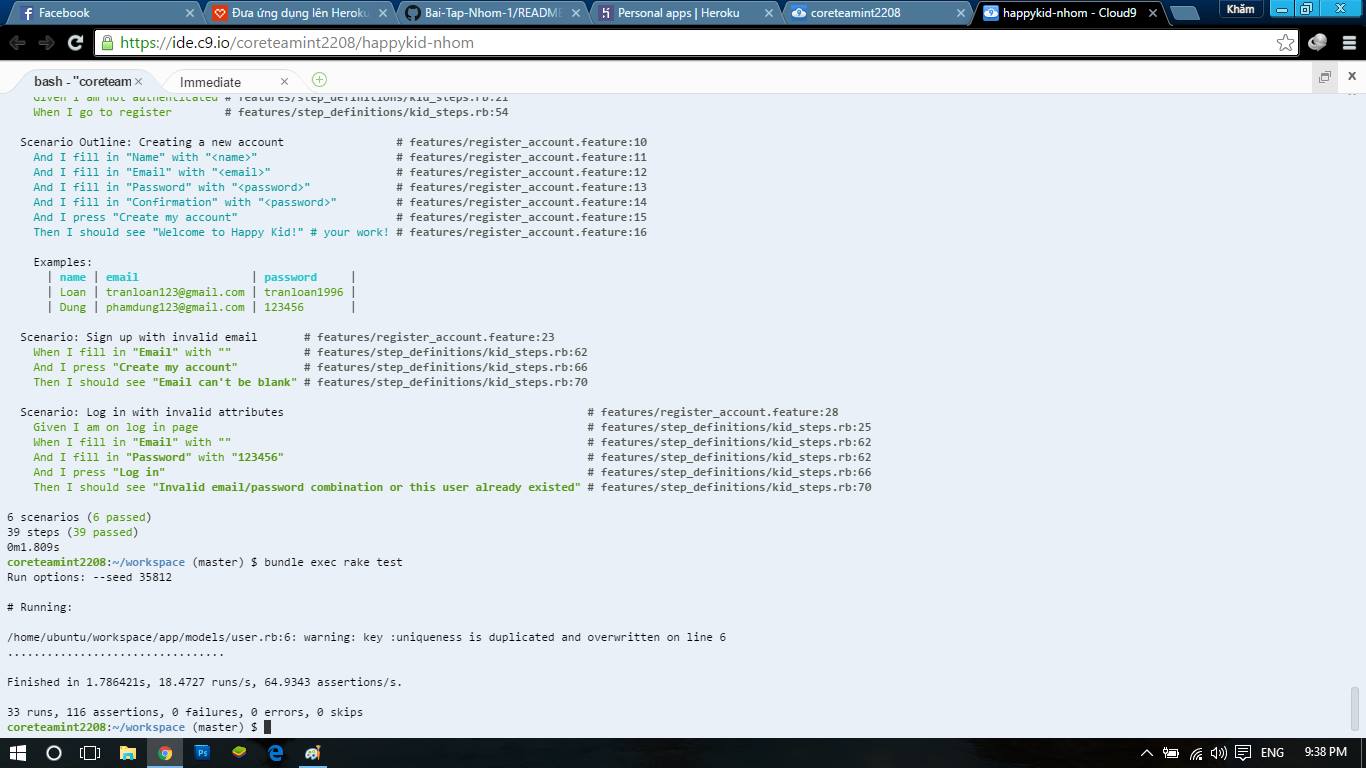 Facebook × Đưa ứng dụng lên Heroku × Bai-Tap-Nhom-1/README × Personal apps | Heroku × coreteamint2208 × happykid-nhom - Cloud9 × Khăm
https://ide.c9.io/coreteamint2208/happykid-nhom
bash - "coreteam × Immediate ×
Given I am not authenticated # features/step_definitions/kid_steps.rb:21
When I go to register # features/step_definitions/kid_steps.rb:54
Scenario Outline: Creating a new account # features/register_account.feature:10
And I fill in "Name" with "<name>" # features/register_account.feature:11
And I fill in "Email" with "<email>" # features/register_account.feature:12
And I fill in "Password" with "<password>" # features/register_account.feature:13
And I fill in "Confirmation" with "<password>" # features/register_account.feature:14
And I press "Create my account" # features/register_account.feature:15
Then I should see "Welcome to Happy Kid!" # your work! # features/register_account.feature:16
Examples:
| name | email | password |
| Loan | tranloan123@gmail.com | tranloan1996 |
| Dung | phamdung123@gmail.com | 123456 |
Scenario: Sign up with invalid email # features/register_account.feature:23
When I fill in "Email" with "" # features/step_definitions/kid_steps.rb:62
And I press "Create my account" # features/step_definitions/kid_steps.rb:66
Then I should see "Email can't be blank" # features/step_definitions/kid_steps.rb:70
Scenario: Log in with invalid attributes # features/register_account.feature:28
Given I am on log in page # features/step_definitions/kid_steps.rb:25
When I fill in "Email" with "" # features/step_definitions/kid_steps.rb:62
And I fill in "Password" with "123456" # features/step_definitions/kid_steps.rb:62
And I press "Log in" # features/step_definitions/kid_steps.rb:66
Then I should see "Invalid email/password combination or this user already existed" # features/step_definitions/kid_steps.rb:70
6 scenarios (6 passed)
39 steps (39 passed)
0m1.809s
coreteamint2208:~/workspace (master) $ bundle exec rake test
Run options: --seed 35812
# Running:
/home/ubuntu/workspace/app/models/user.rb:6: warning: key :uniqueness is duplicated and overwritten on line 6
.................................
Finished in 1.786421s, 18.4727 runs/s, 64.9343 assertions/s.
33 runs, 116 assertions, 0 failures, 0 errors, 0 skips
coreteamint2208:~/workspace (master) $
Ps ENG 9:38 PM